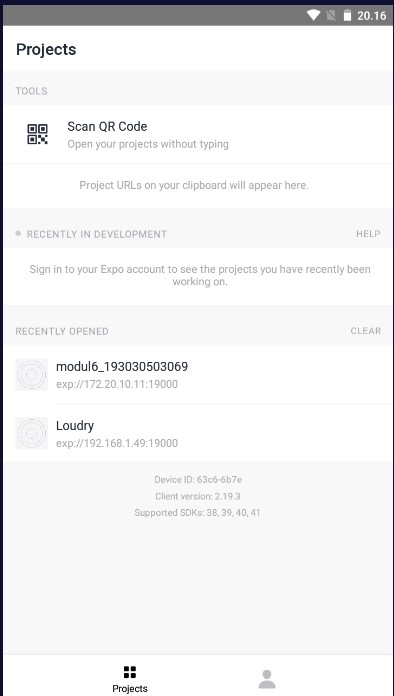 20.16
Projects
TOOLS
Scan QR Code
Open your projects without typing
Project URLs on your clipboard will appear here.
RECENTLY IN DEVELOPMENT HELP
Sign in to your Expo account to see the projects you have recently been
working on.
RECENTLY OPENED CLEAR
modul6_193030503069
exp://172.20.10.11:19000
Loudry
exp://192.168.1.49:19000
Device ID: 63c6-6b7e
Client version: 2.19.3
Supported SDKs: 38, 39, 40, 41
Projects